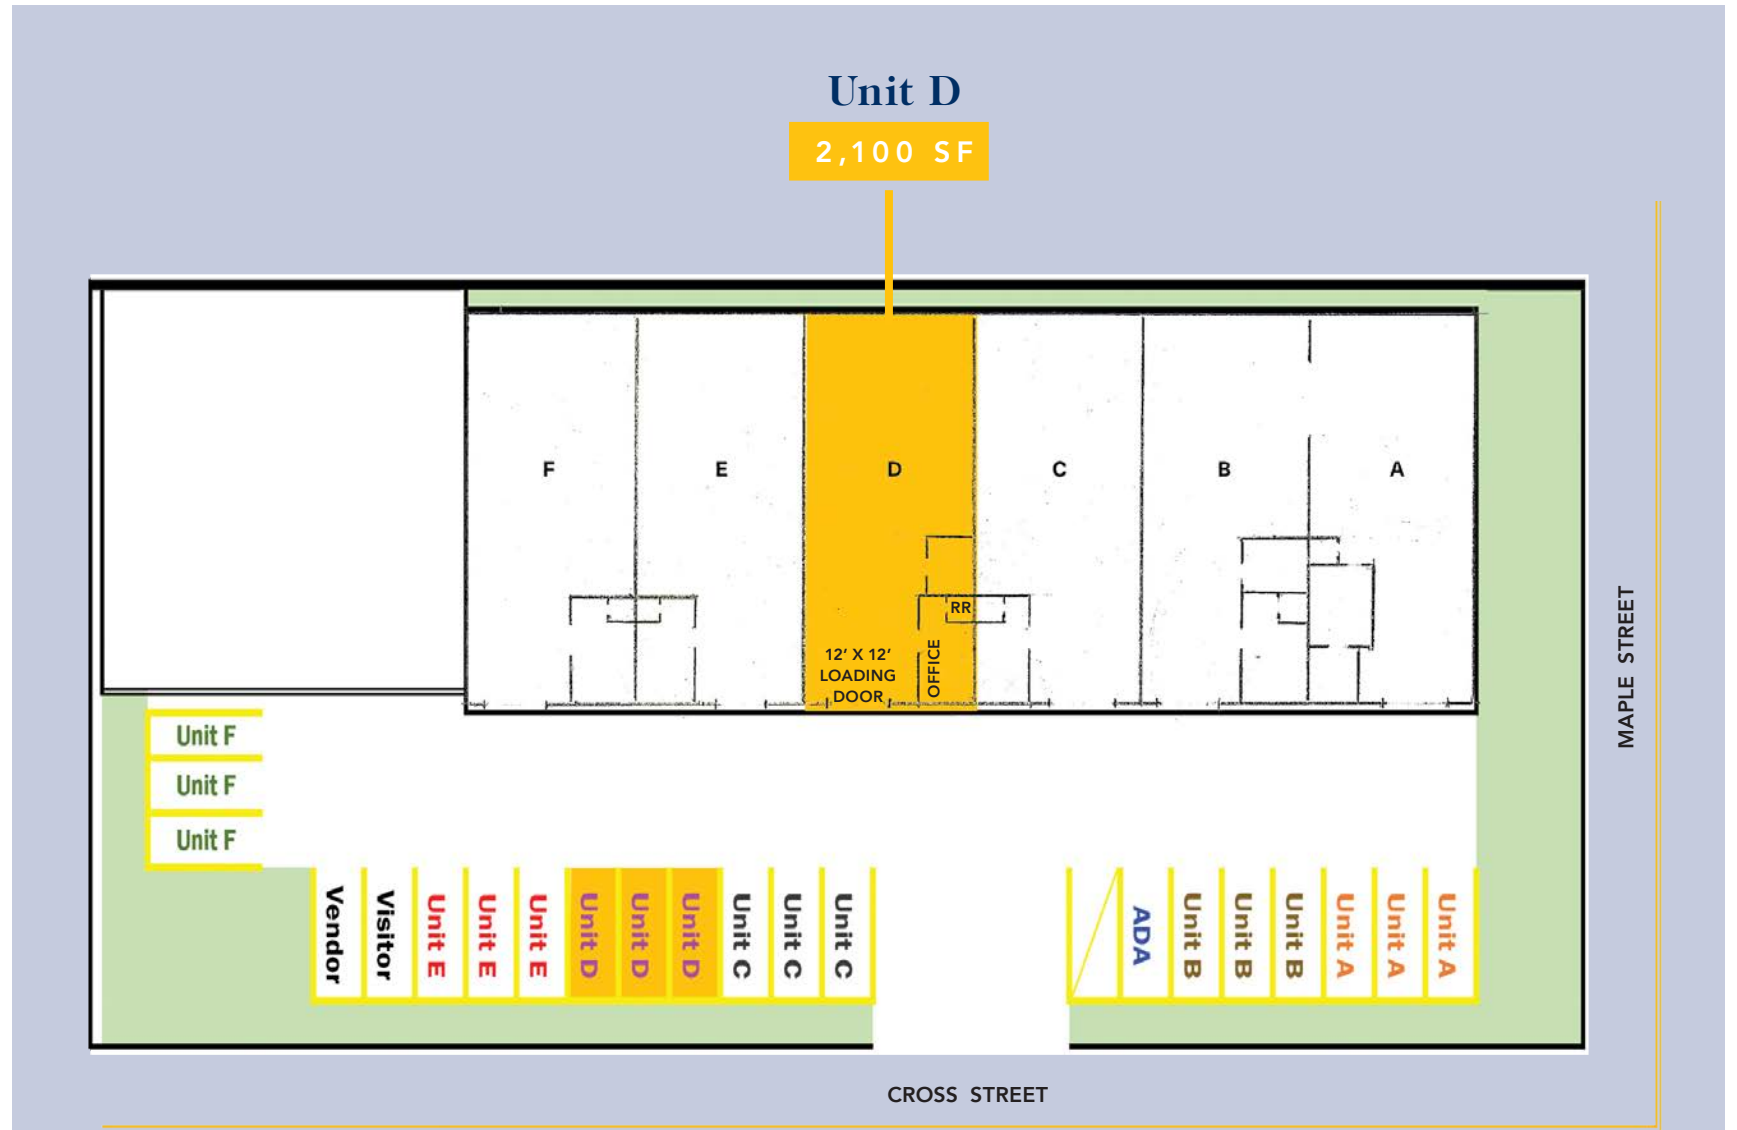 Unit D
2,100 SF
F
E
D
C
B
A
RR
OFFICE
12’ X 12’
LOADING
DOOR
MAPLE STREET
Unit F
Unit F
Unit F
Vendor
Visitor
Unit E
Unit E
Unit E
Unit D
Unit D
Unit D
Unit C
Unit C
Unit C
ADA
Unit B
Unit B
Unit B
Unit A
Unit A
Unit A
CROSS STREET